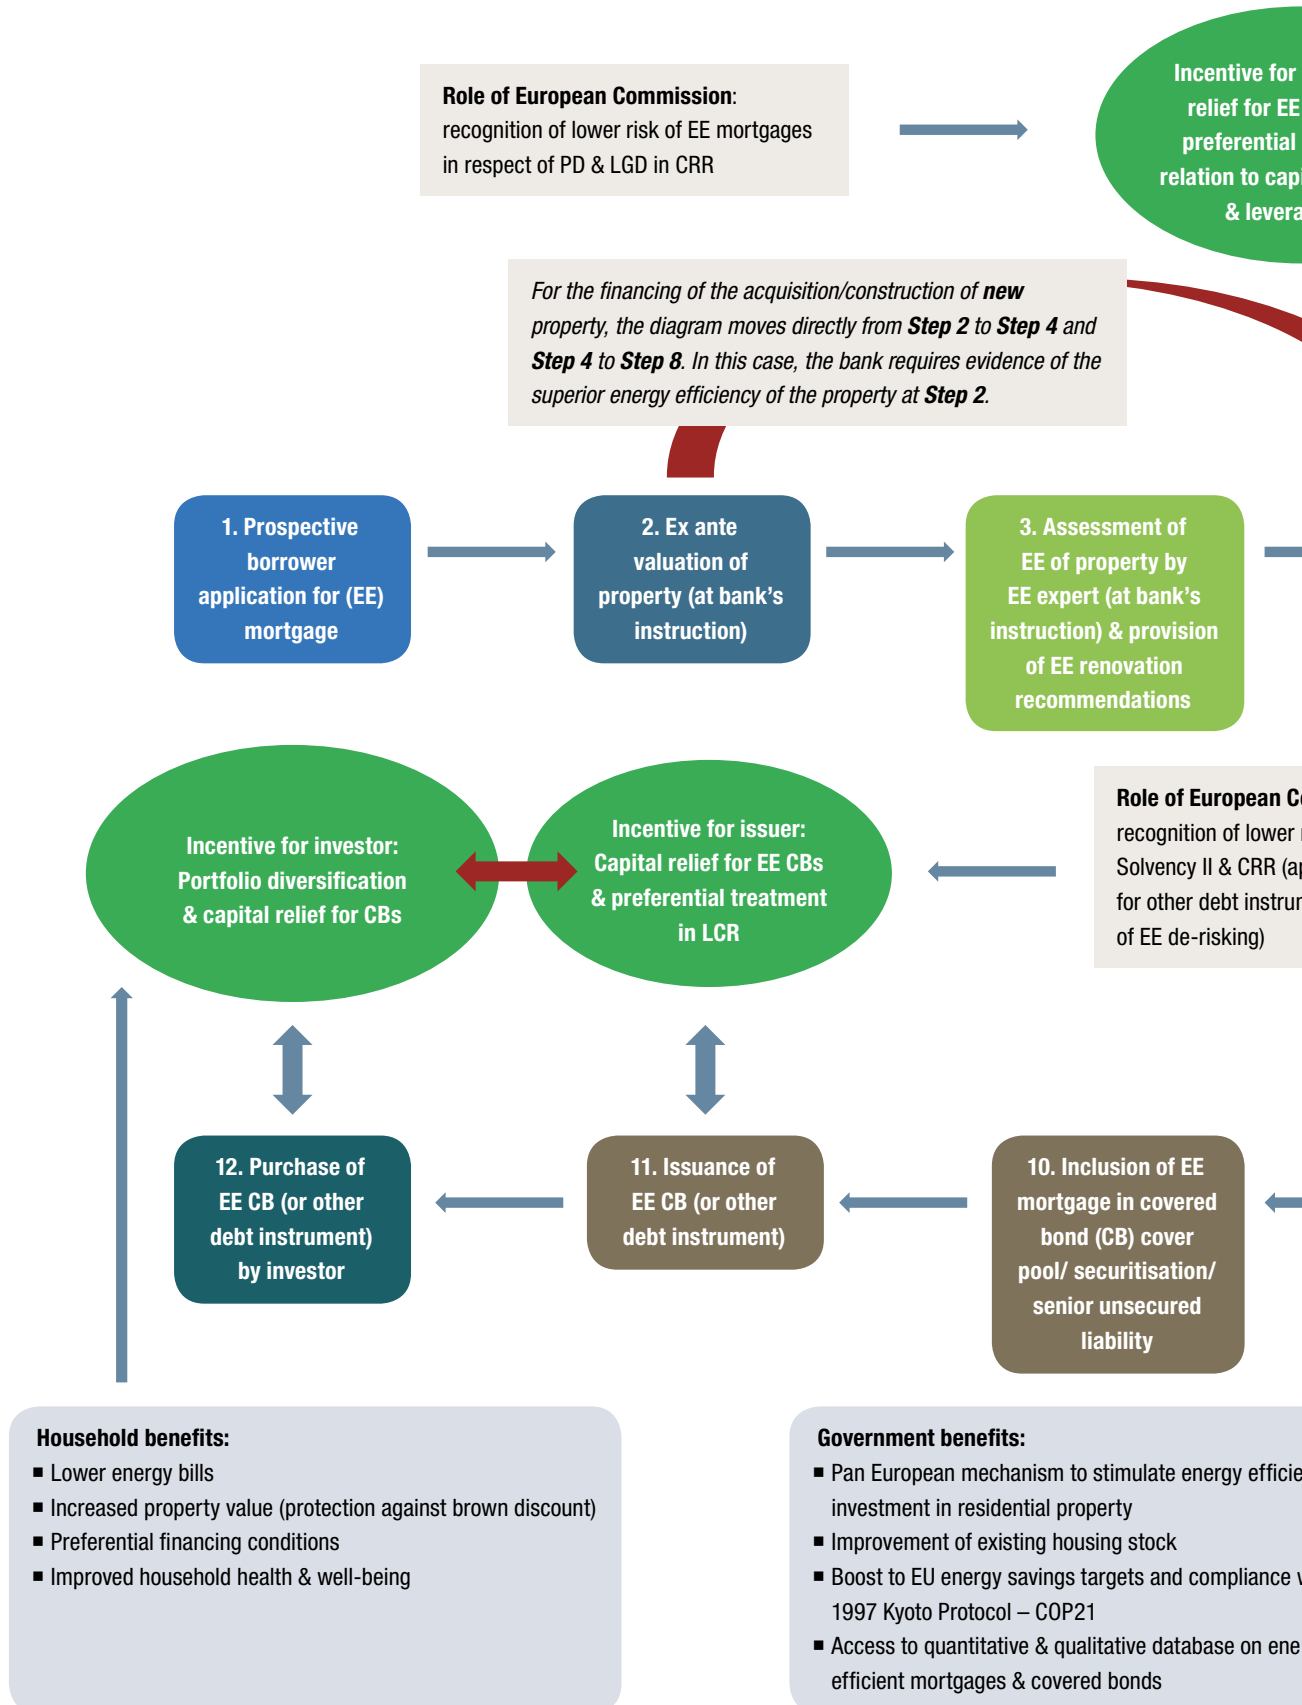 Role of European Commission:
recognition of lower risk of EE mortgages
in respect of PD & LGD in CRR
Incentive for
relief for EE
preferential
relation to
&
For the financing of the acquisition/construction of new
property, the diagram moves directly from Step 2 to Step 4 and
Step 4 to Step 8. In this case, the bank requires evidence of the
superior energy efficiency of the property at Step 2.
1. Prospective
borrower
application for (EE)
mortgage
2. Ex ante
valuation of
property (at bank’s
instruction)
3. Assessment of
EE of property by
EE expert (at bank’s
instruction) & provision
of EE renovation
recommendations
Incentive for investor:
Portfolio diversification
& capital relief for CBs
Incentive for issuer:
Capital relief for EE CBs
& preferential treatment
in LCR
Role of European
recognition of lower
Solvency II & CRR
for other debt
of EE de-risking)
12. Purchase of
EE CB (or other
debt instrument)
by investor
11. Issuance of
EE CB (or other
debt instrument)
10. Inclusion of EE
mortgage in covered
bond (CB) cover
pool/ securitisation/
senior unsecured
liability
Household benefits:
▪ Lower energy bills
▪ Increased property value (protection against brown discount)
▪ Preferential financing conditions
▪ Improved household health & well-being
Government benefits:
▪ Pan European mechanism to stimulate energy
investment in residential property
▪ Improvement of existing housing stock
▪ Boost to EU energy savings targets and compliance
1997 Kyoto Protocol – COP21
▪ Access to quantitative & qualitative database on
efficient mortgages & covered bonds